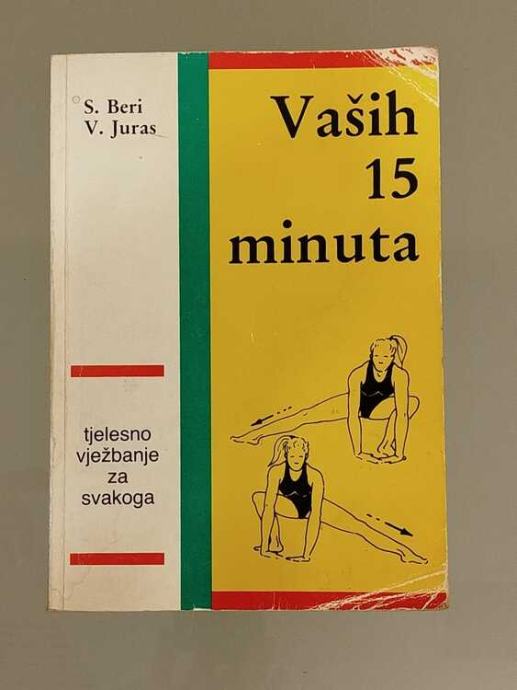 S. Beri
V. Juras
Vaših
15
minuta
tjelesno
vježbanje
za
svakoga